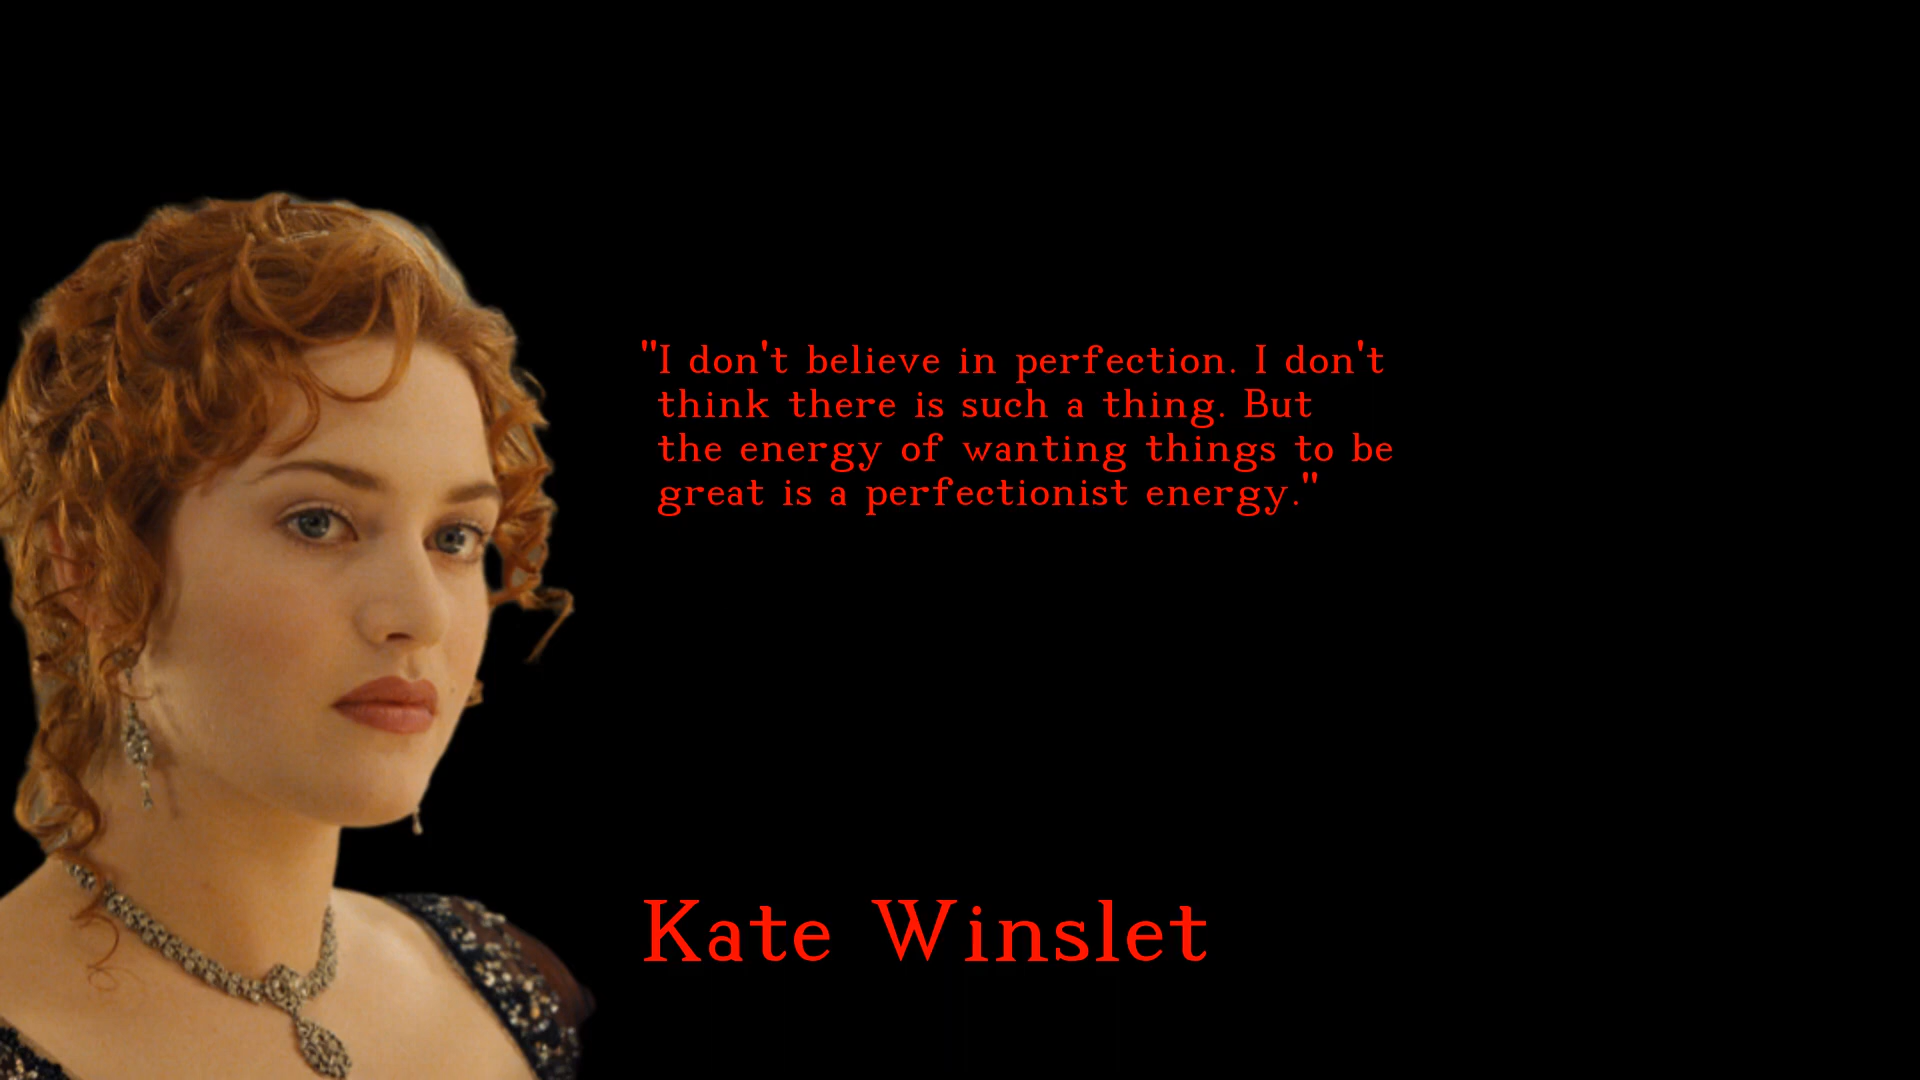 "I don't believe in perfection. I don't
think there is such a thing. But
the energy of wanting things to be
great is a perfectionist energy."
Kate Winslet